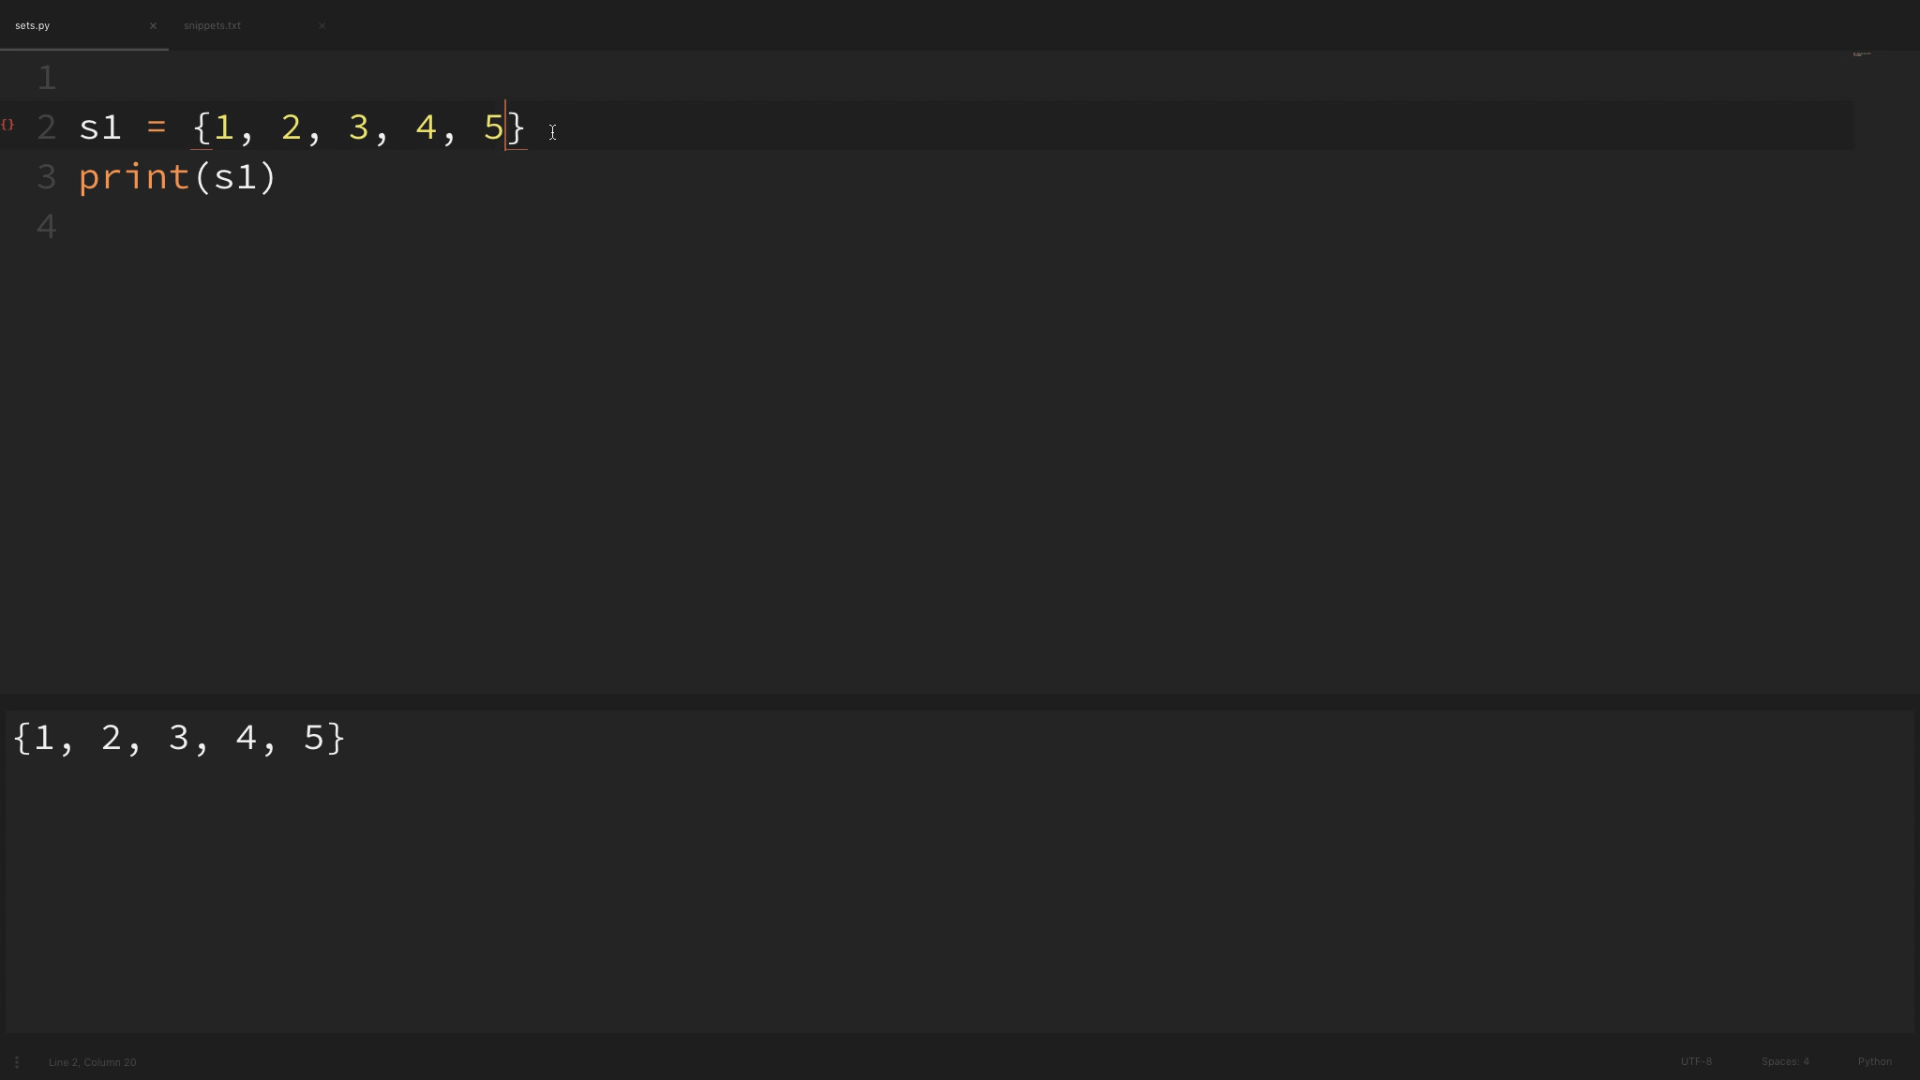 sets.py × snippets.txt ×
1
{} 2 s1 = {1, 2, 3, 4, 5}
3 print(s1)
4
{1, 2, 3, 4, 5}
Line 2, Column 20 UTF-8 Spaces: 4 Python